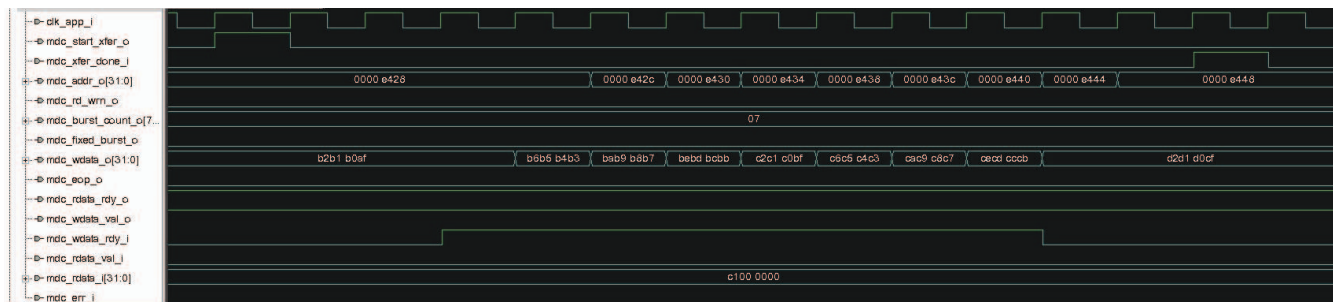 clk_app_i
mdc_start_xfer_o
mdc_xfer_done_i
mdc_addr_o[31:0] 0000 e428 0000 e42c 0000 e430 0000 e434 0000 e438 0000 e43c 0000 e440 0000 e444 0000 e448
mdc_rd_wrn_o
mdc_burst_count_o[7... 07
mdc_fixed_burst_o
mdc_wdata_o[31:0] b2b1 b0af b6b5 b4b3 bab9 b8b7 bebd bcbb c2c1 c0bf c6c5 c4c3 cac9 c8c7 cecd cccb d2d1 d0cf
mdc_eop_o
mdc_rdata_rdy_o
mdc_wdata_val_o
mdc_wdata_rdy_i
mdc_rdata_val_i
mdc_rdata_i[31:0] c100 0000
mdc_err_i